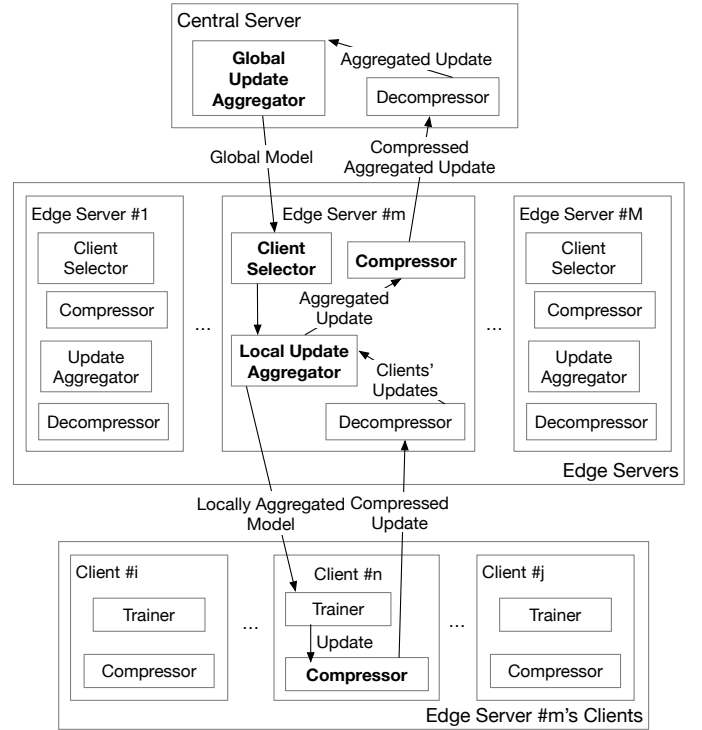 Central Server
Global
Update
Aggregator
Aggregated Update
Decompressor
Global Model
Compressed
Aggregated Update
Edge Server #1
Client
Selector
Compressor
...
Update
Aggregator
Decompressor
Edge Server #m
Client
Selector
Compressor
Aggregated
Update
Local Update
Aggregator
Clients'
Updates
Decompressor
...
Edge Server #M
Client
Selector
Compressor
Update
Aggregator
Decompressor
Edge Servers
Locally Aggregated
Model
Compressed
Update
Client #i
Trainer
Compressor
...
Client #n
Trainer
Update
Compressor
...
Client #j
Trainer
Compressor
Edge Server #m's Clients